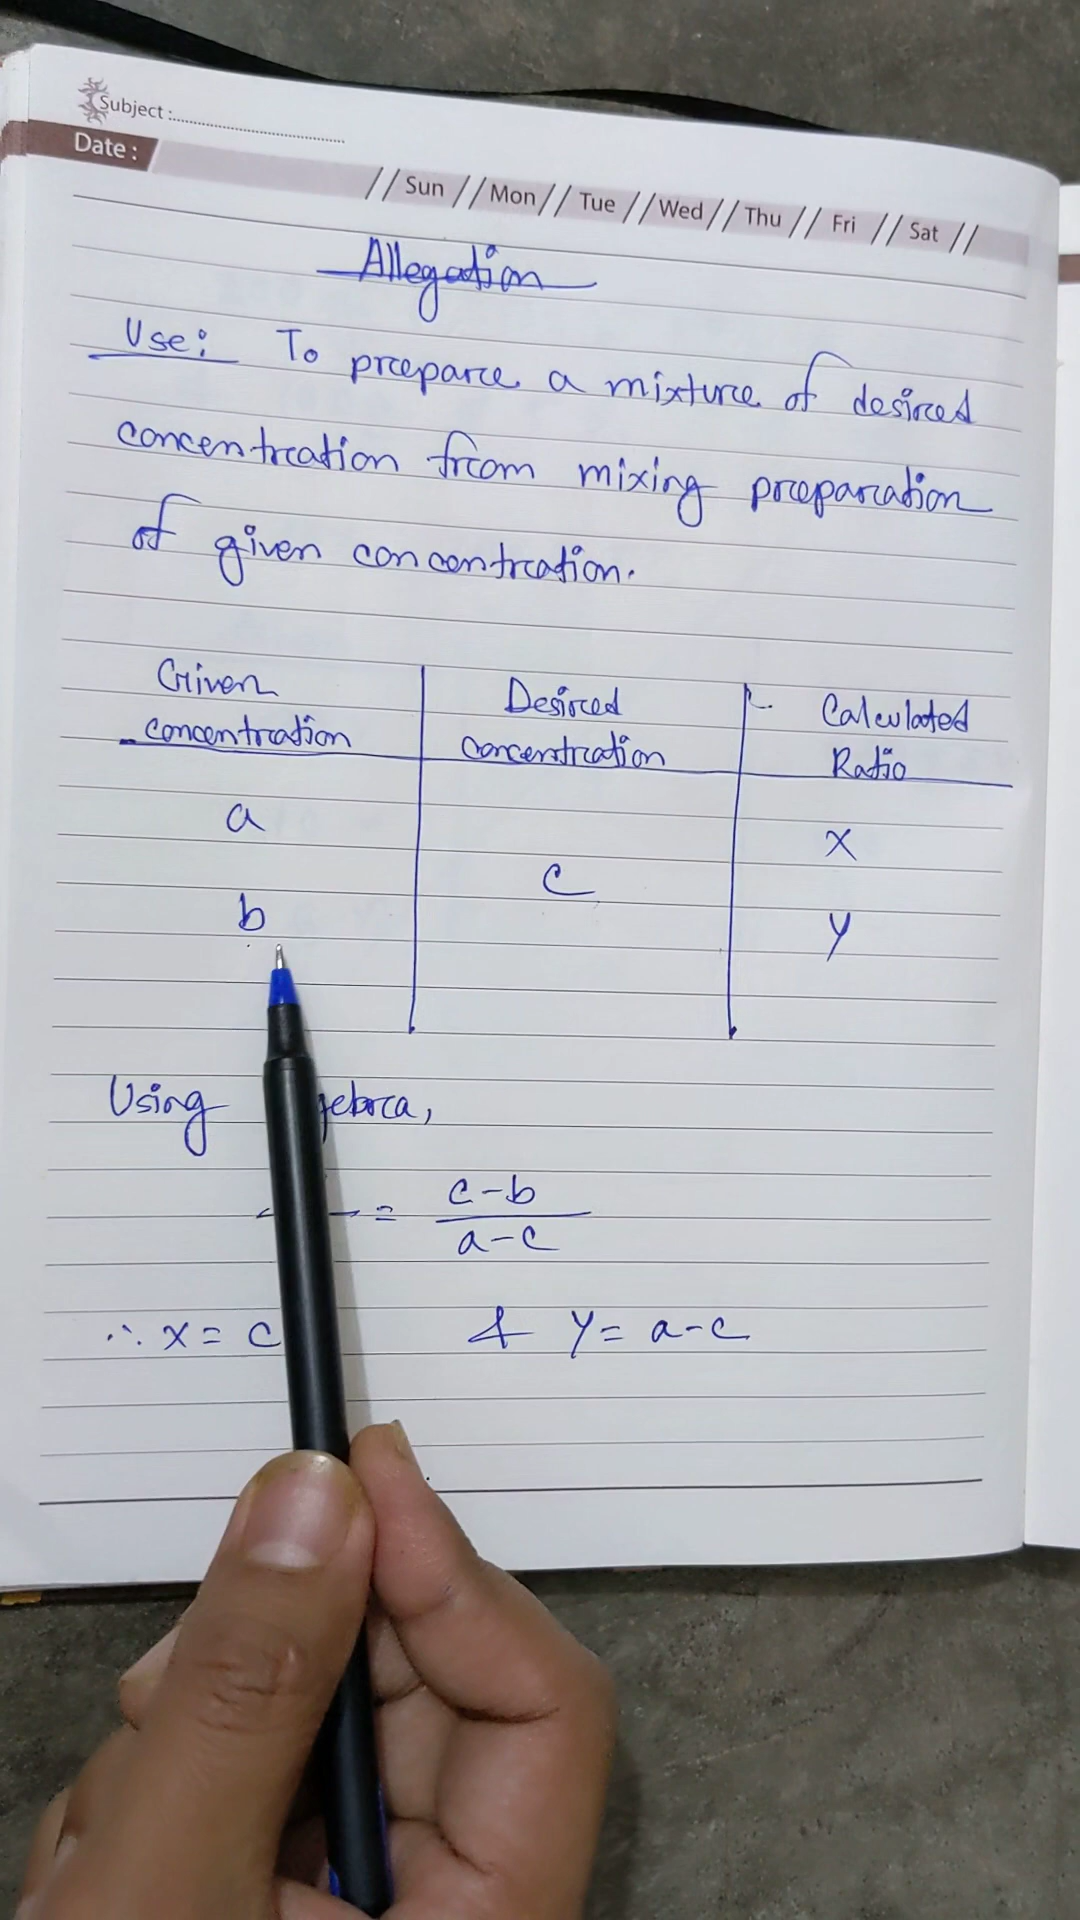 Subject :
Date :
// Sun // Mon // Tue // Wed // Thu // Fri // Sat //
Allegation
Use: To prepare a mixture of desired
concentration from mixing preparation
of given concentration.
Given concentration | Desired concentration | Calculated Ratio
a x
c
b y
Using
= c-b
a-c
∴ x = c & y = a-c